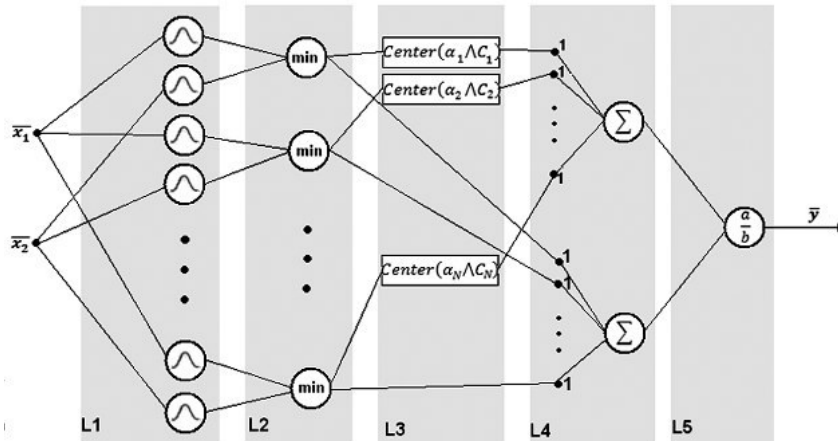 x̄₁
x̄₂
min
min
min
Center(α₁⋀C₁)
Center(α₂⋀C₂)
Center(α_N⋀C_N)
1
1
1
1
1
1
∑
∑
a
b
ȳ
L1
L2
L3
L4
L5